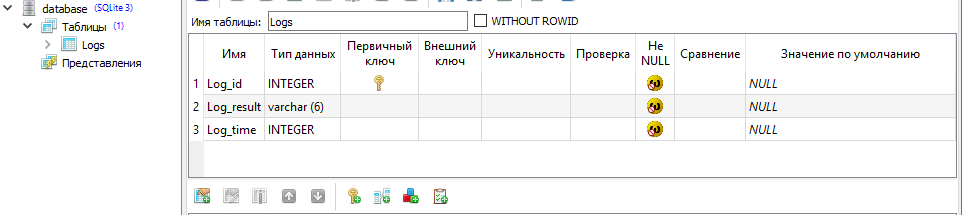 database (SQLite 3)
Таблицы (1)
Logs
Представления
Имя таблицы: Logs WITHOUT ROWID
Имя Тип данных Первичный ключ Внешний ключ Уникальность Проверка Не NULL Сравнение Значение по умолчанию
1 Log_id INTEGER NULL
2 Log_result varchar (6) NULL
3 Log_time INTEGER NULL